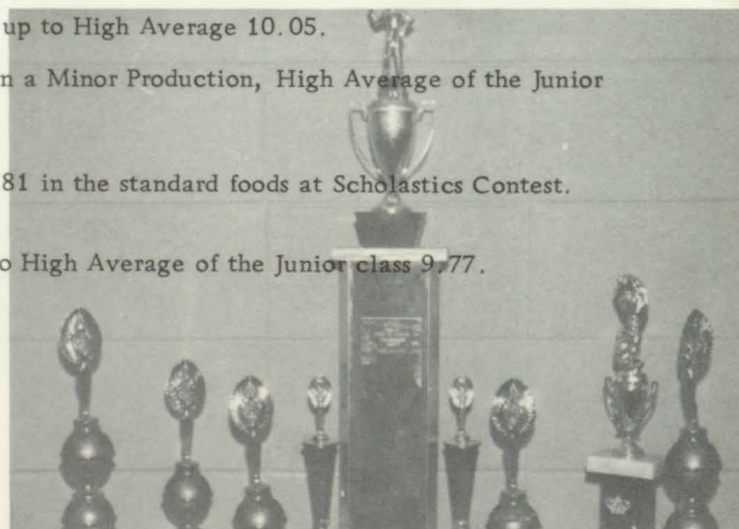 up to High Average 10.05.
n a Minor Production, High Average of the Junior
81 in the standard foods at Scholastics Contest.
o High Average of the Junior class 9.77.